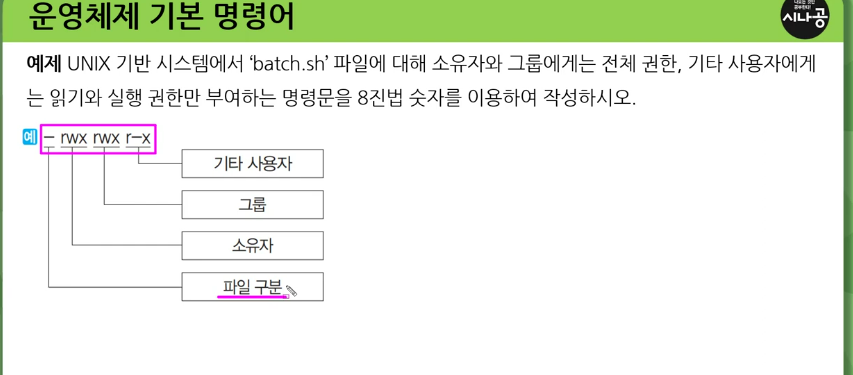 운영체제 기본 명령어
시나공
예제 UNIX 기반 시스템에서 ‘batch.sh’ 파일에 대해 소유자와 그룹에게는 전체 권한, 기타 사용자에게
는 읽기와 실행 권한만 부여하는 명령문을 8진법 숫자를 이용하여 작성하시오.
예 – rwx rwx r–x
기타 사용자
그룹
소유자
파일 구분